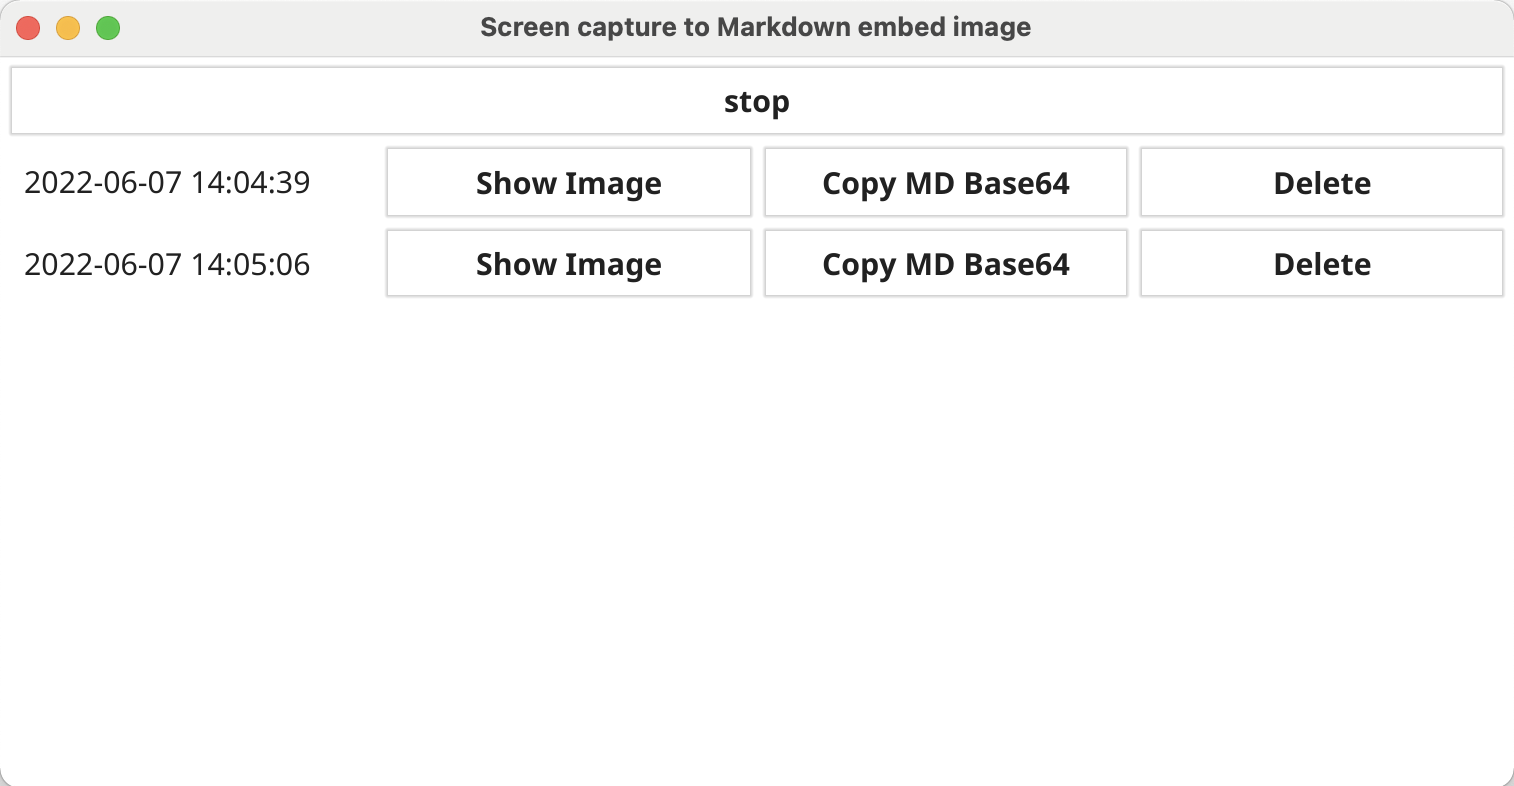 Screen capture to Markdown embed image
stop
2022-06-07 14:04:39 Show Image Copy MD Base64 Delete
2022-06-07 14:05:06 Show Image Copy MD Base64 Delete